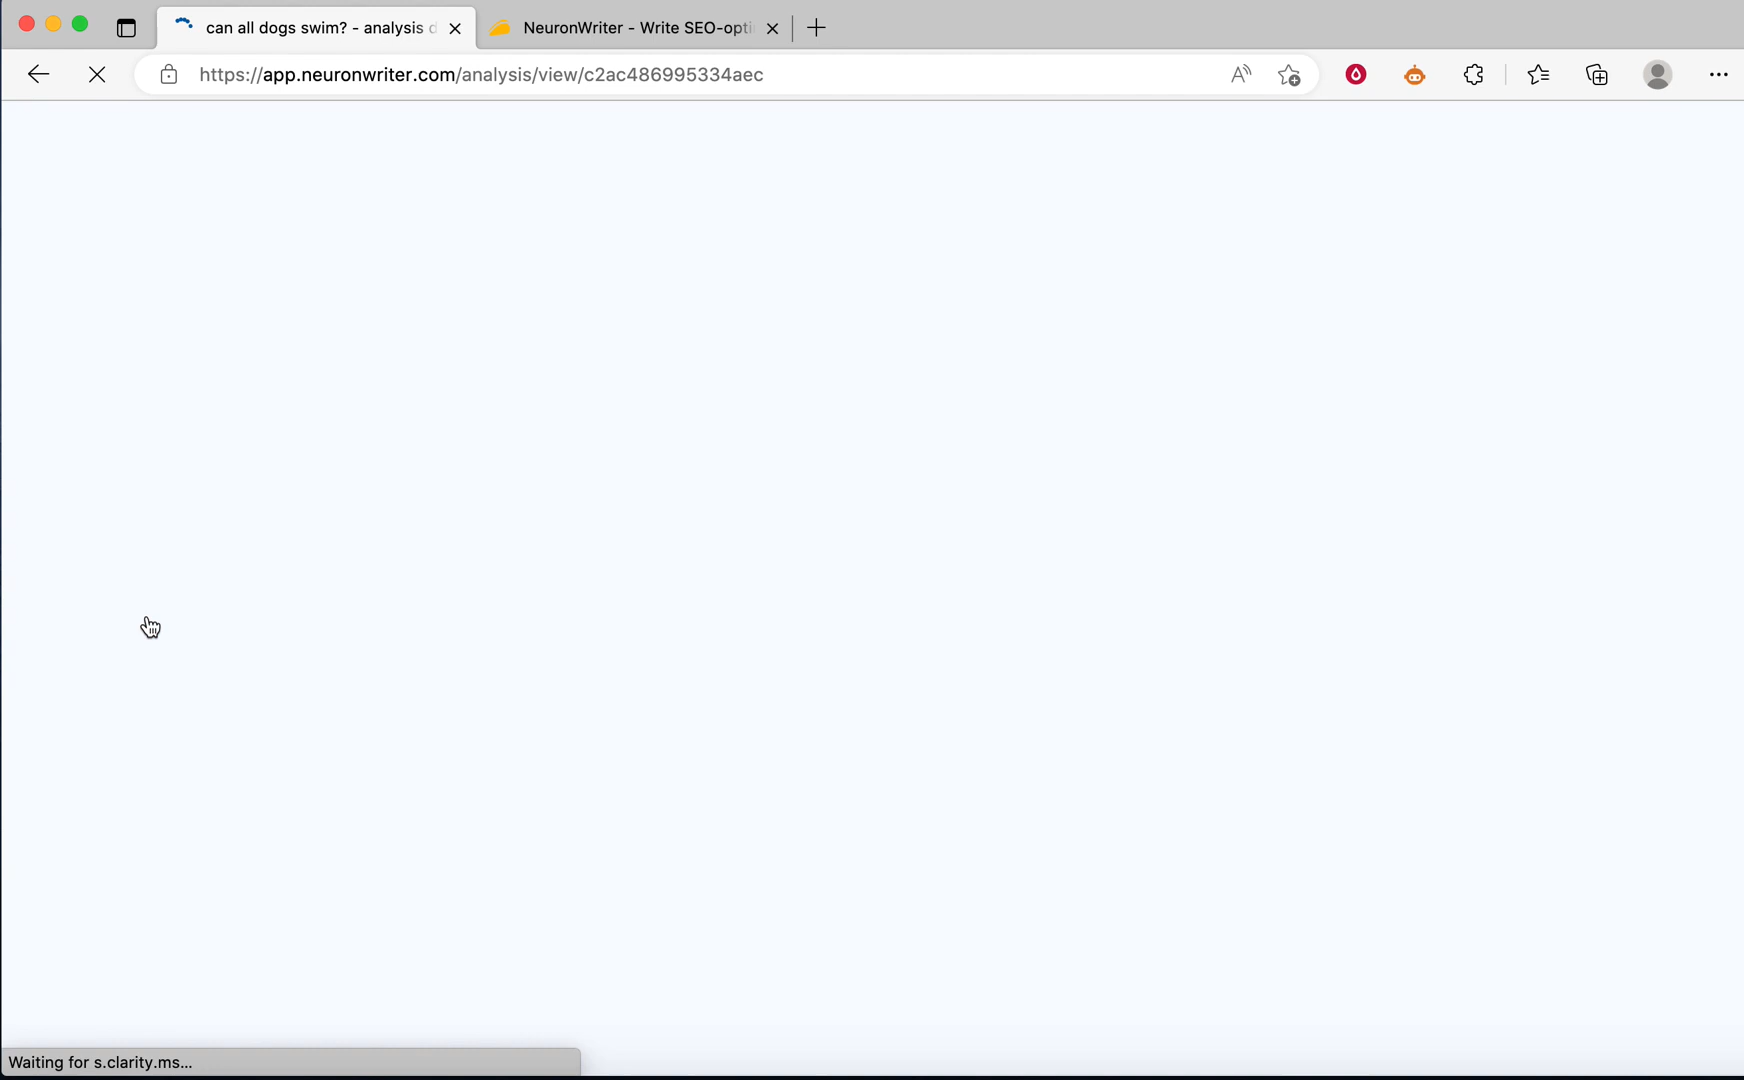 can all dogs swim? - analysis d
NeuronWriter - Write SEO-opti
https://app.neuronwriter.com/analysis/view/c2ac486995334aec
Waiting for s.clarity.ms...